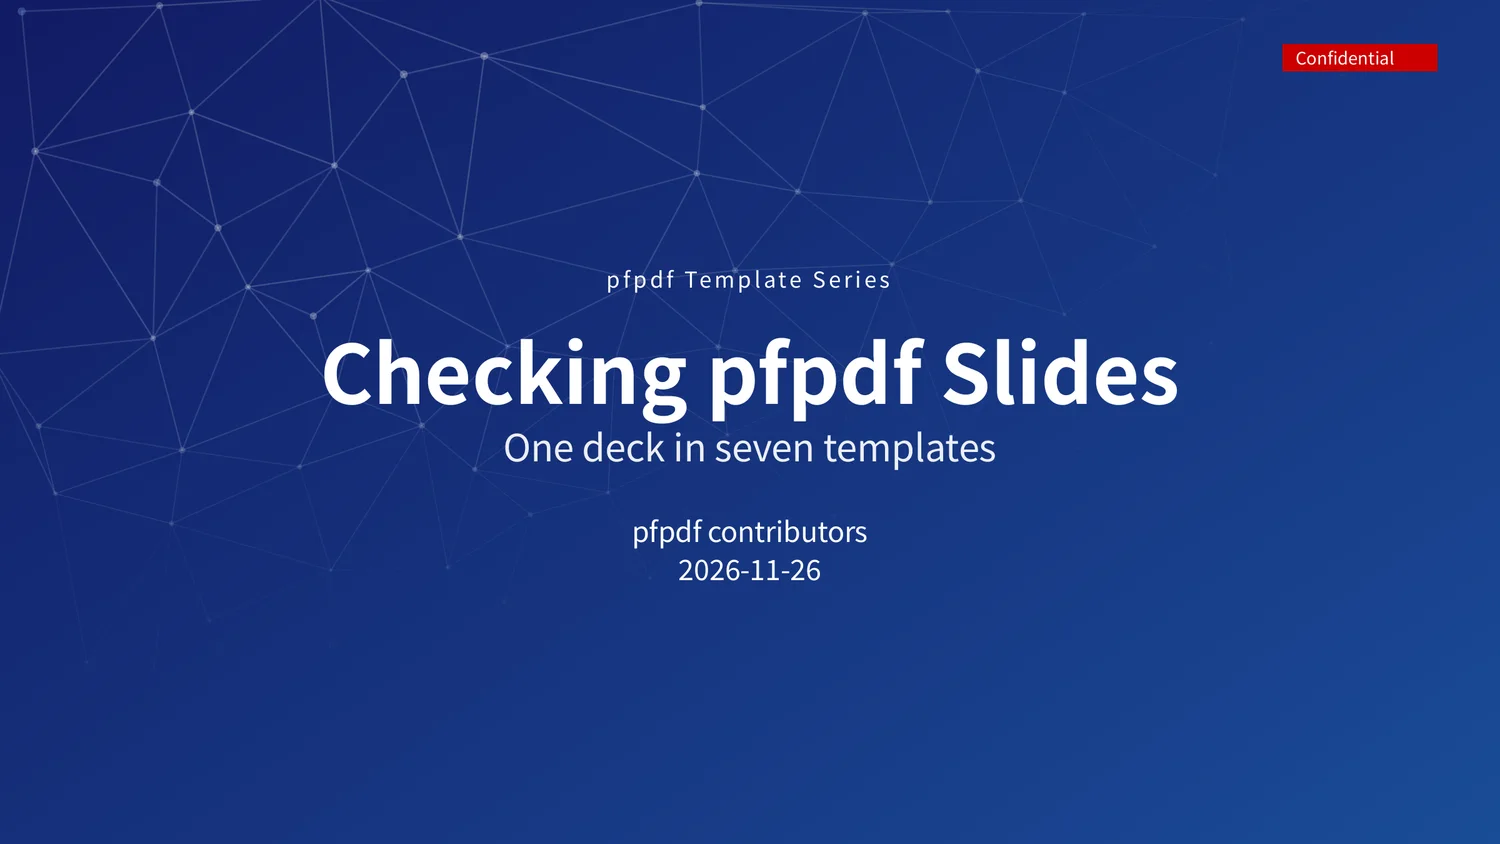 Confidential
pfpdf Template Series
Checking pfpdf Slides
One deck in seven templates
pfpdf contributors
2026-11-26